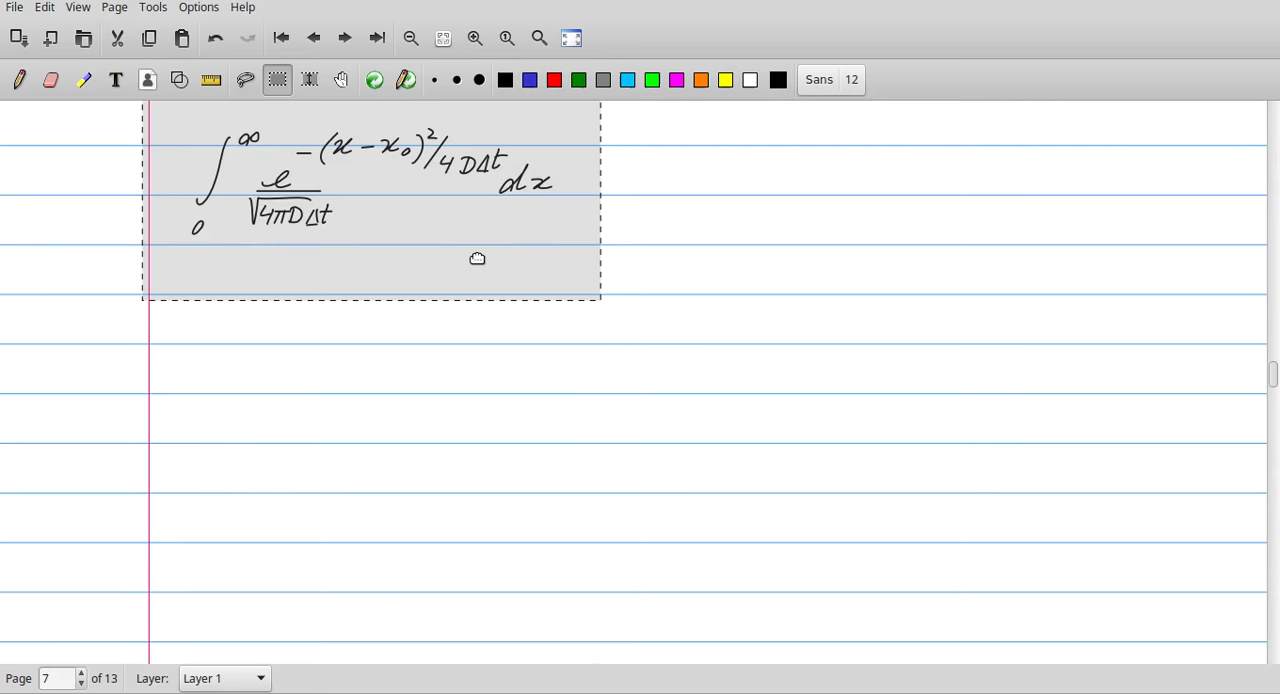 File Edit View Page Tools Options Help
T Sans 12
∫₀^∞ e^{-(x-x₀)²/4DΔt} / √(4πDΔt) dx
Page 7 of 13 Layer: Layer 1